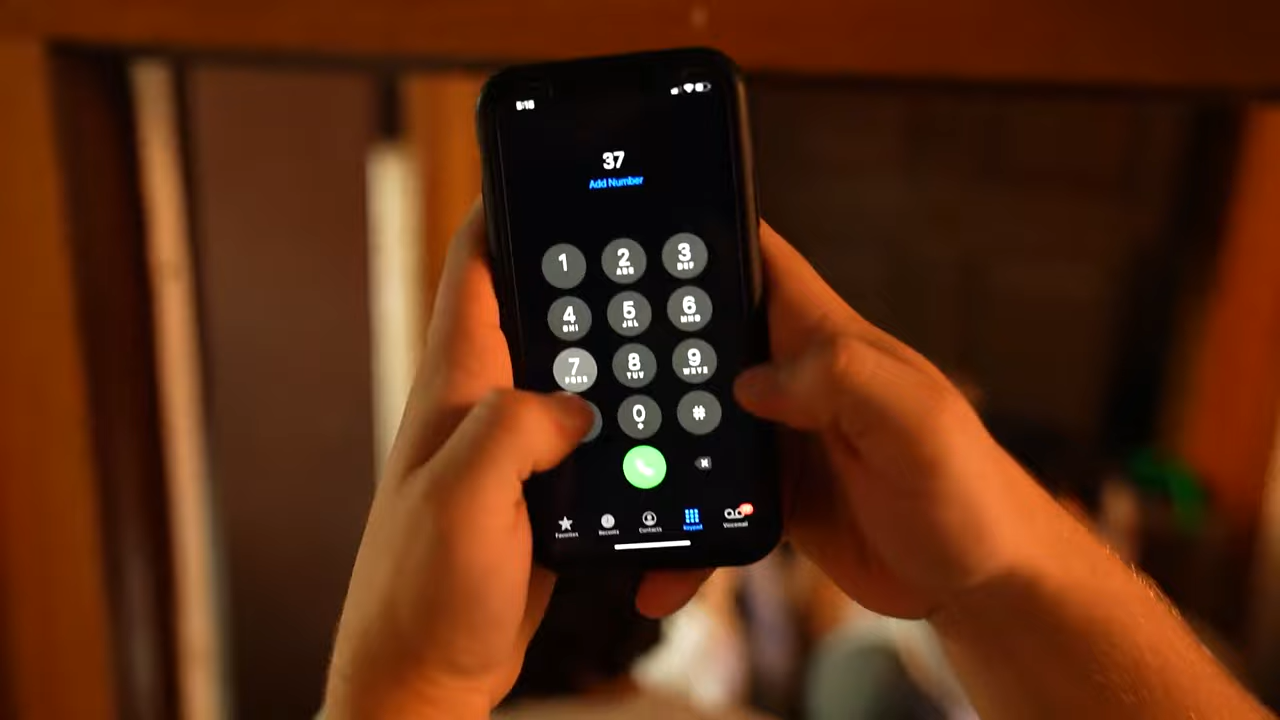 5:16
37
Add Number
1
2
ABC
3
DEF
4
GHI
5
JKL
6
MNO
7
PQRS
8
TUV
9
WXYZ
0
+
#
Favorites
Recents
Contacts
Keypad
Voicemail